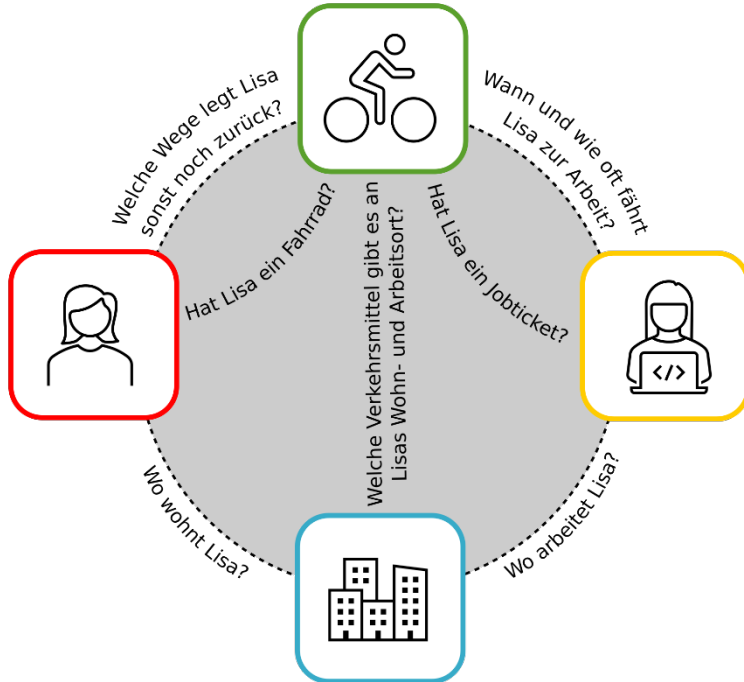 Welche Wege legt Lisa
sonst noch zurück?
Wann und wie oft fährt
Lisa zur Arbeit?
Hat Lisa ein Fahrrad?
Welche Verkehrsmittel gibt es an
Lisas Wohn- und Arbeitsort?
Hat Lisa ein Jobticket?
</>
Wo wohnt Lisa?
Wo arbeitet Lisa?